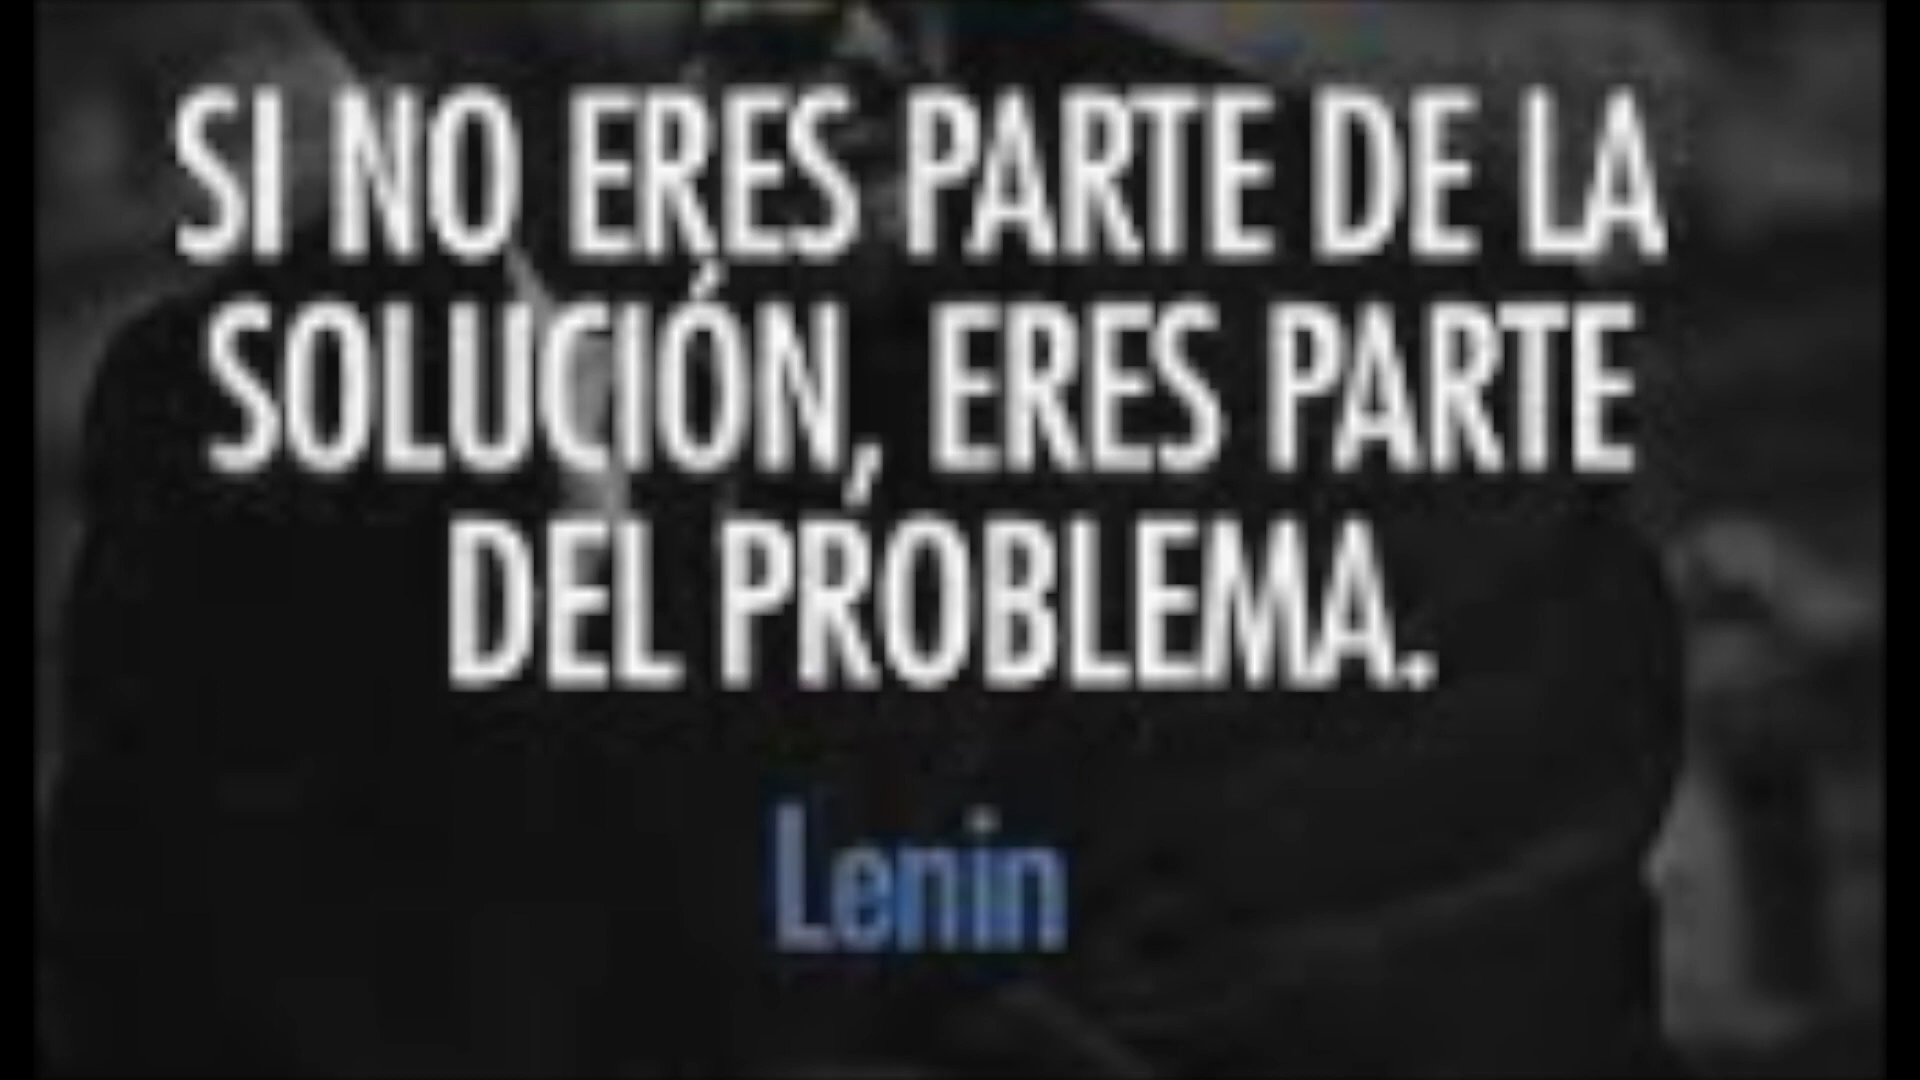 SI NO ERES PARTE DE LA
SOLUCIÓN, ERES PARTE
DEL PROBLEMA.
Lenin